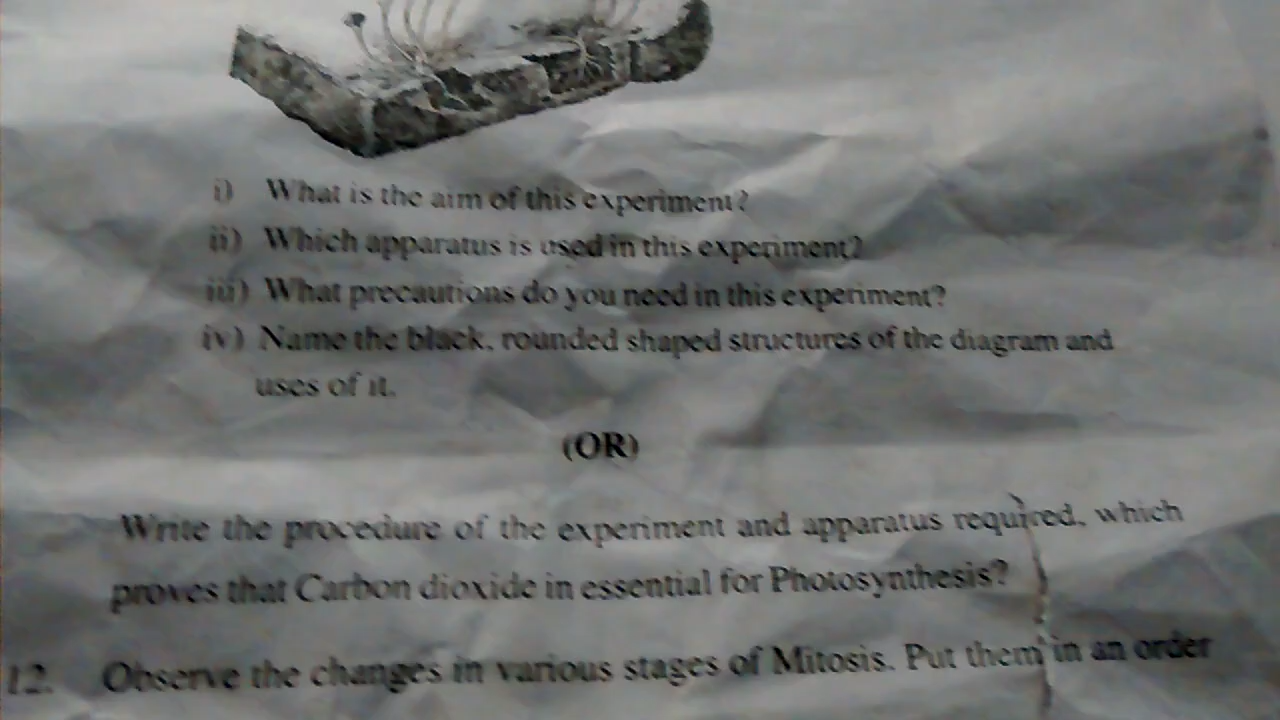 i) What is the aim of this experiment?
ii) Which apparatus is used in this experiment?
iii) What precautions do you need in this experiment?
iv) Name the black, rounded shaped structures of the diagram and
uses of it.
(OR)
Write the procedure of the experiment and apparatus required, which
proves that Carbon dioxide in essential for Photosynthesis?
12. Observe the changes in various stages of Mitosis. Put them in an order